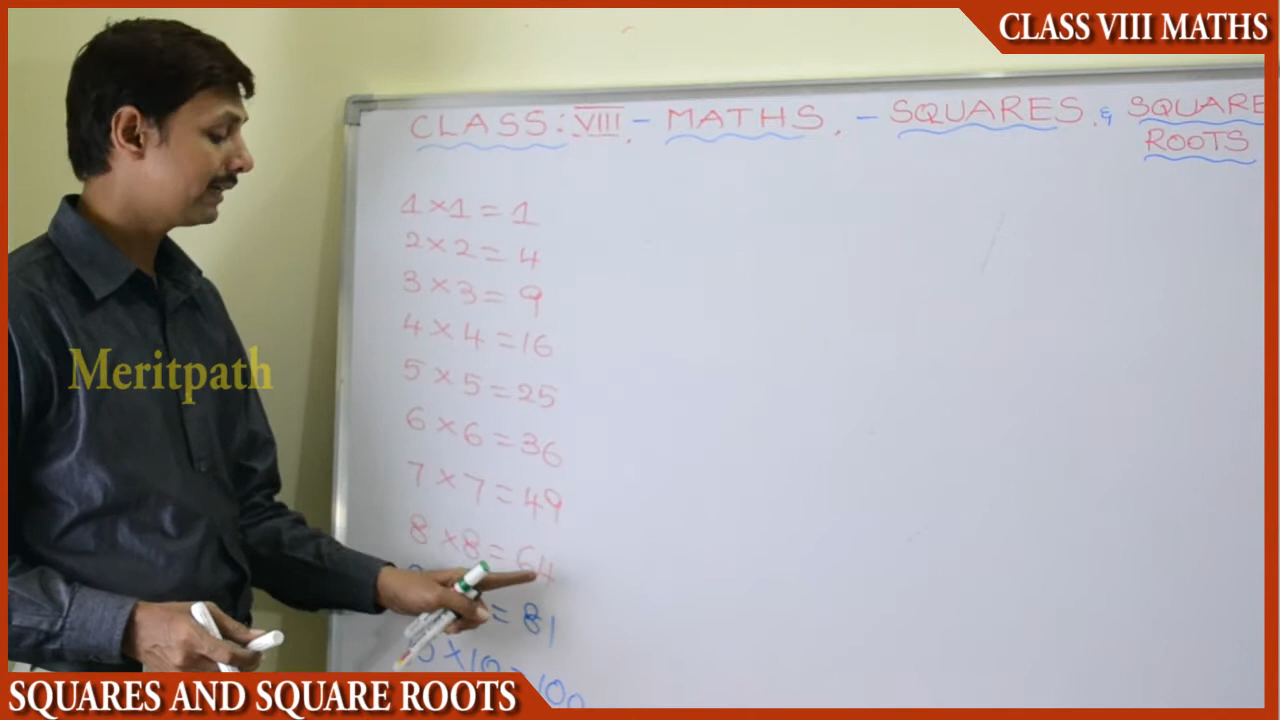 CLASS VIII MATHS
CLASS: VIII. - MATHS. - SQUARES & SQUARE
ROOTS
1 × 1 = 1
2 × 2 = 4
3 × 3 = 9
4 × 4 = 16
5 × 5 = 25
Meritpath
6 × 6 = 36
7 × 7 = 49
8 × 8 = 64
= 81
× 10 = 100
SQUARES AND SQUARE ROOTS